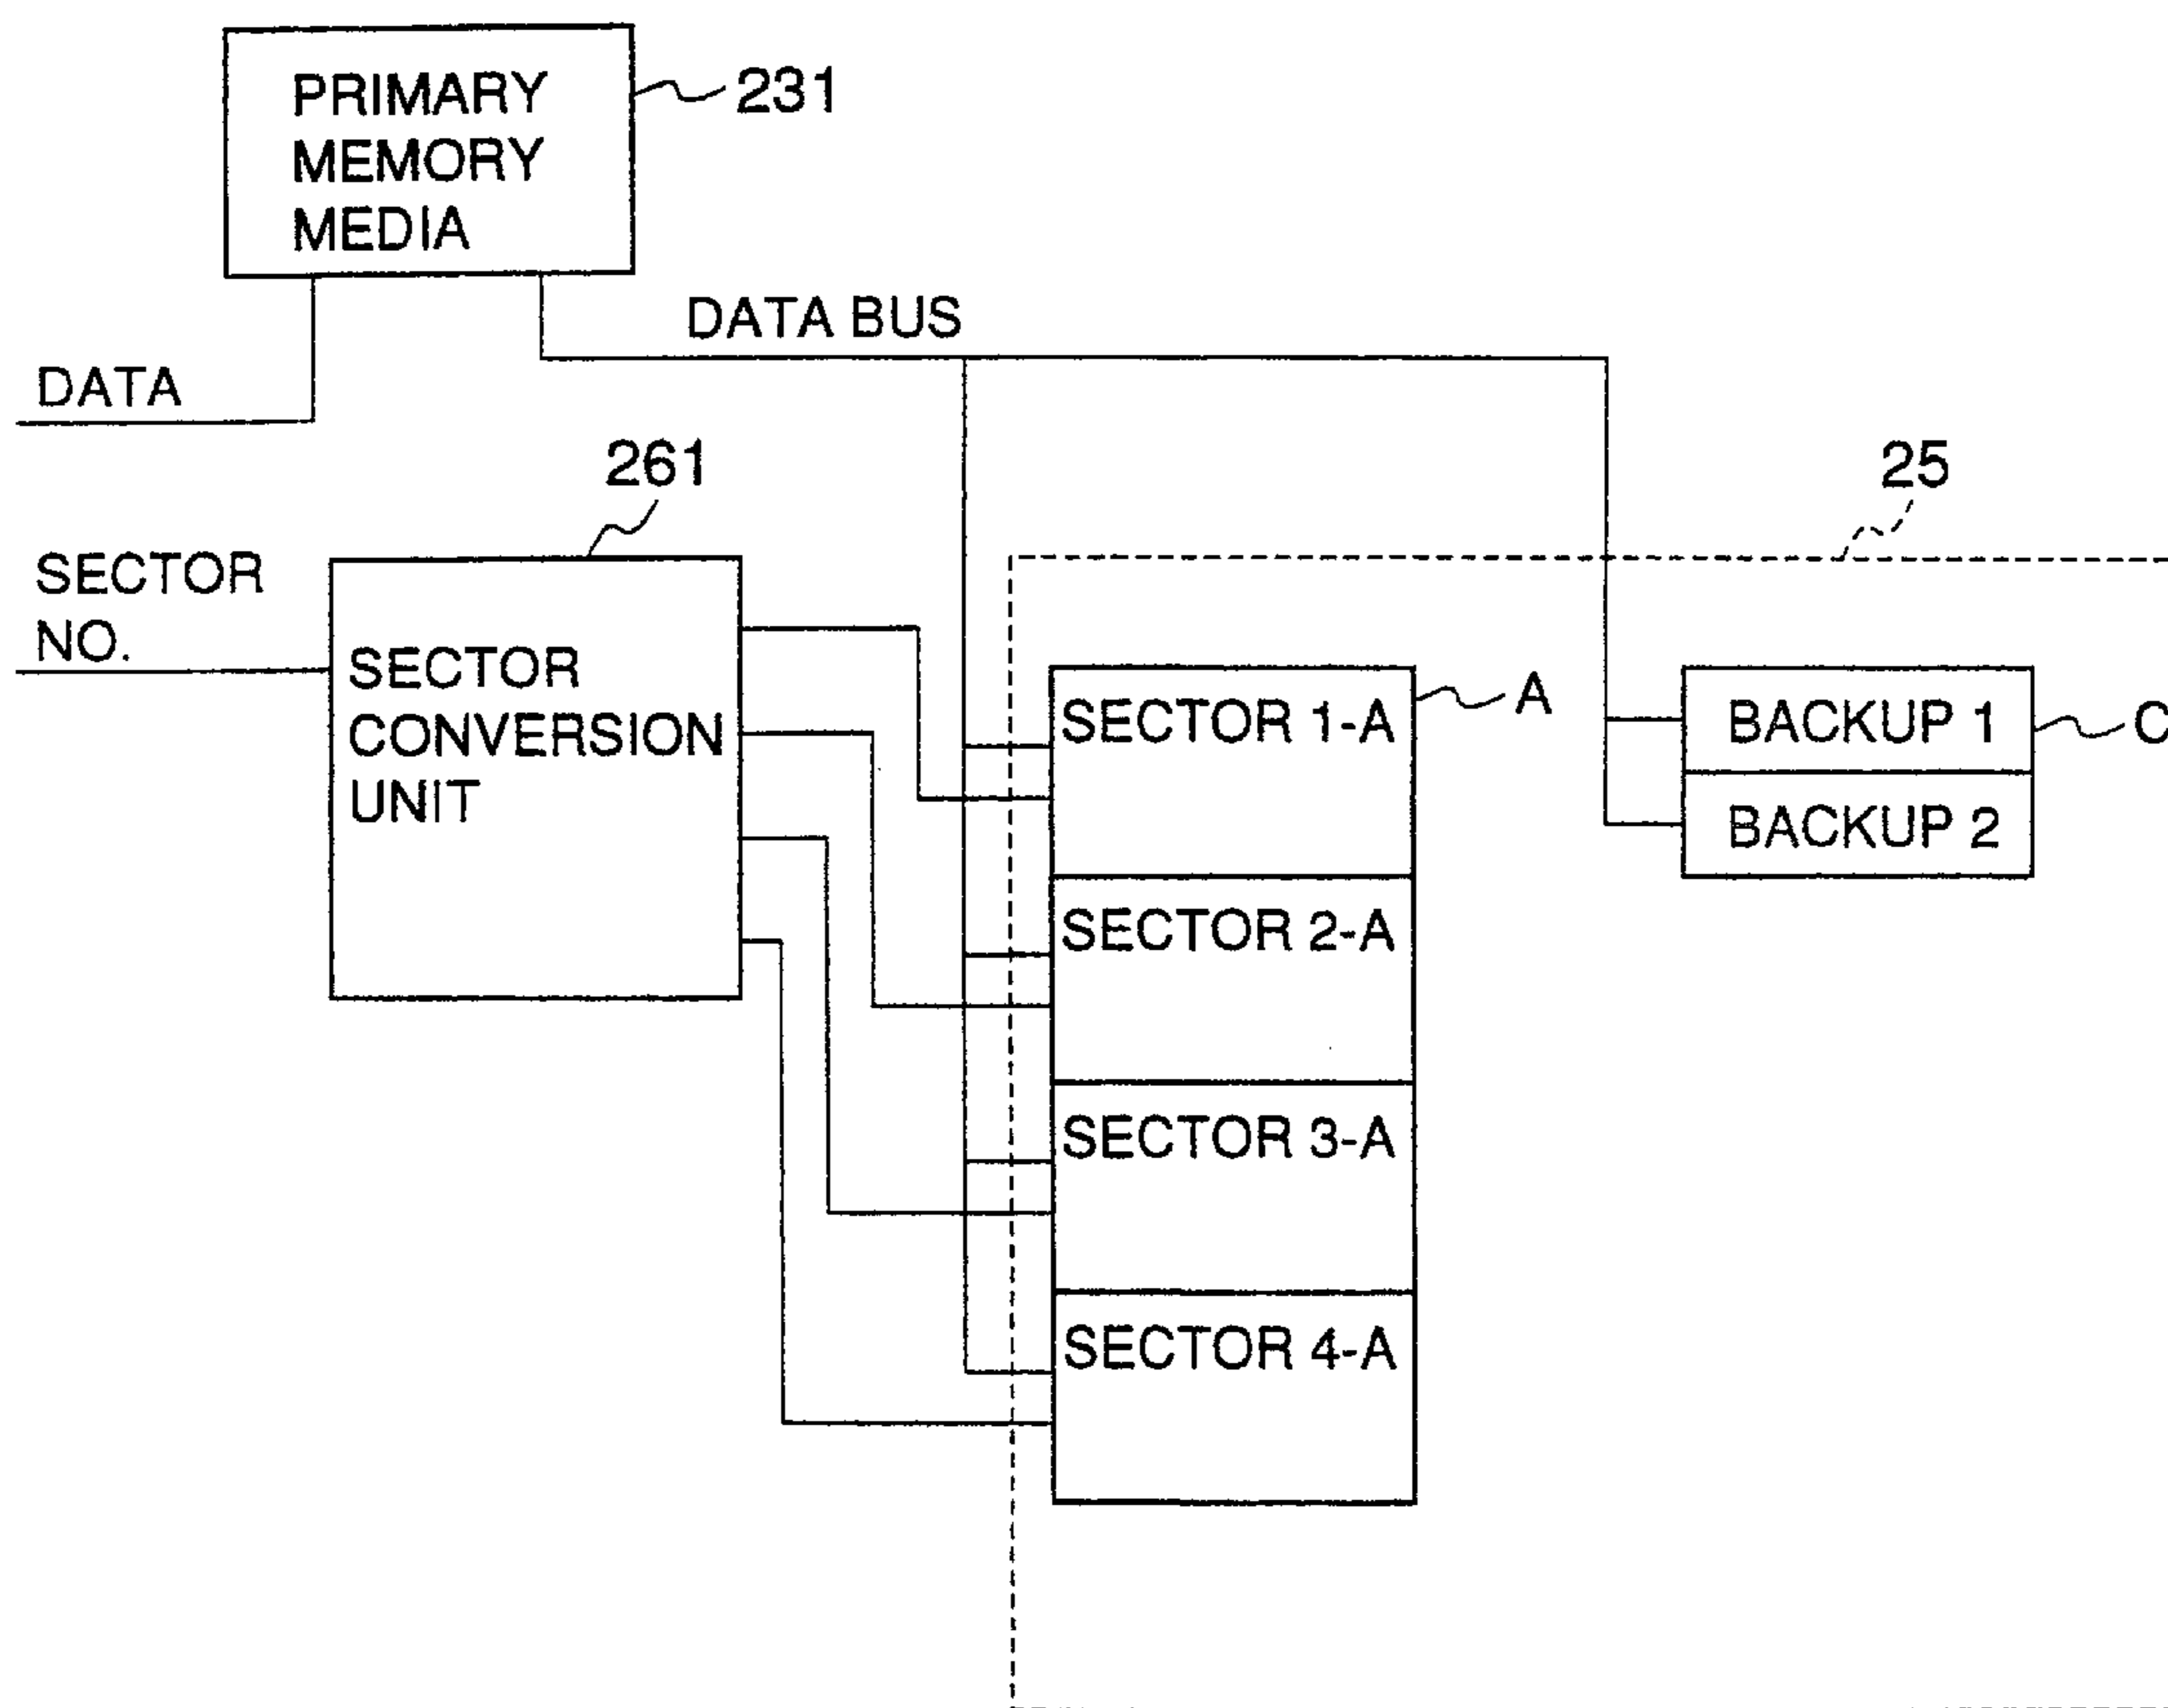 PRIMARY
MEMORY
MEDIA
231
DATA BUS
DATA
261
25
SECTOR
NO.
SECTOR
CONVERSION
UNIT
SECTOR 1-A
A
BACKUP 1
C
BACKUP 2
SECTOR 2-A
SECTOR 3-A
SECTOR 4-A